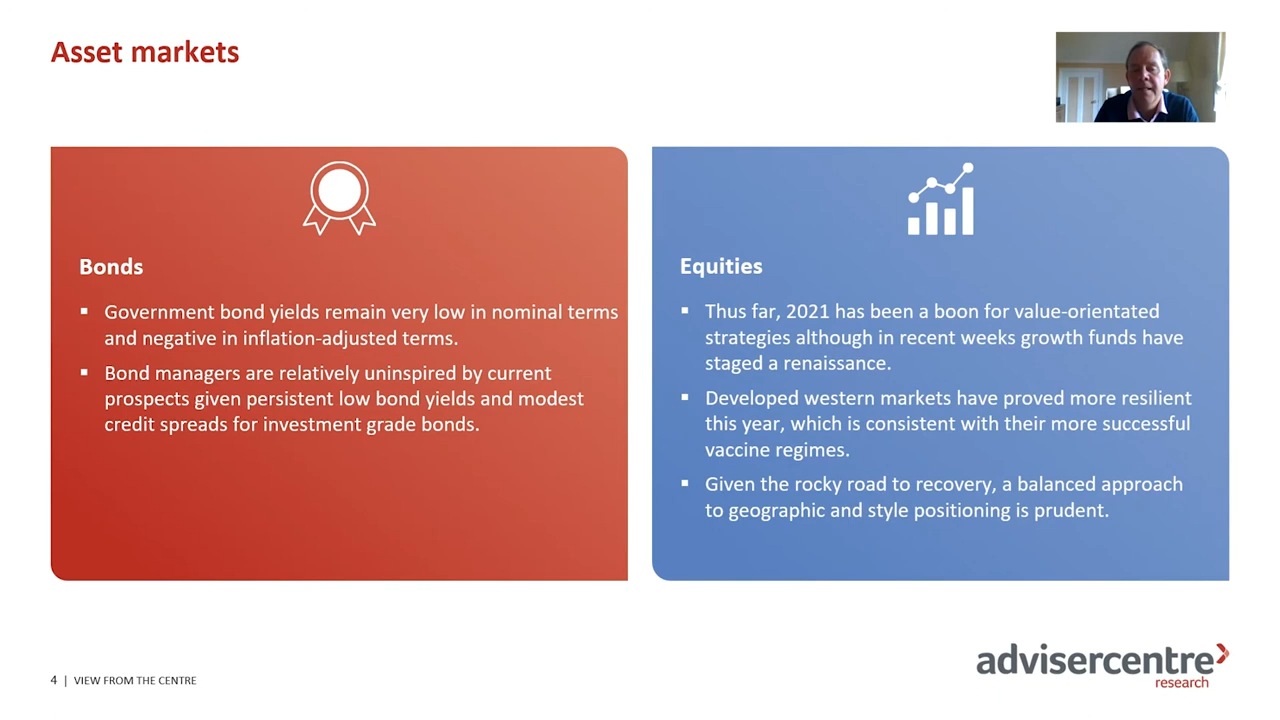 Asset markets
Bonds
▪ Government bond yields remain very low in nominal terms
and negative in inflation-adjusted terms.
▪ Bond managers are relatively uninspired by current
prospects given persistent low bond yields and modest
credit spreads for investment grade bonds.
Equities
▪ Thus far, 2021 has been a boon for value-orientated
strategies although in recent weeks growth funds have
staged a renaissance.
▪ Developed western markets have proved more resilient
this year, which is consistent with their more successful
vaccine regimes.
▪ Given the rocky road to recovery, a balanced approach
to geographic and style positioning is prudent.
4 | VIEW FROM THE CENTRE
advisercentre
research